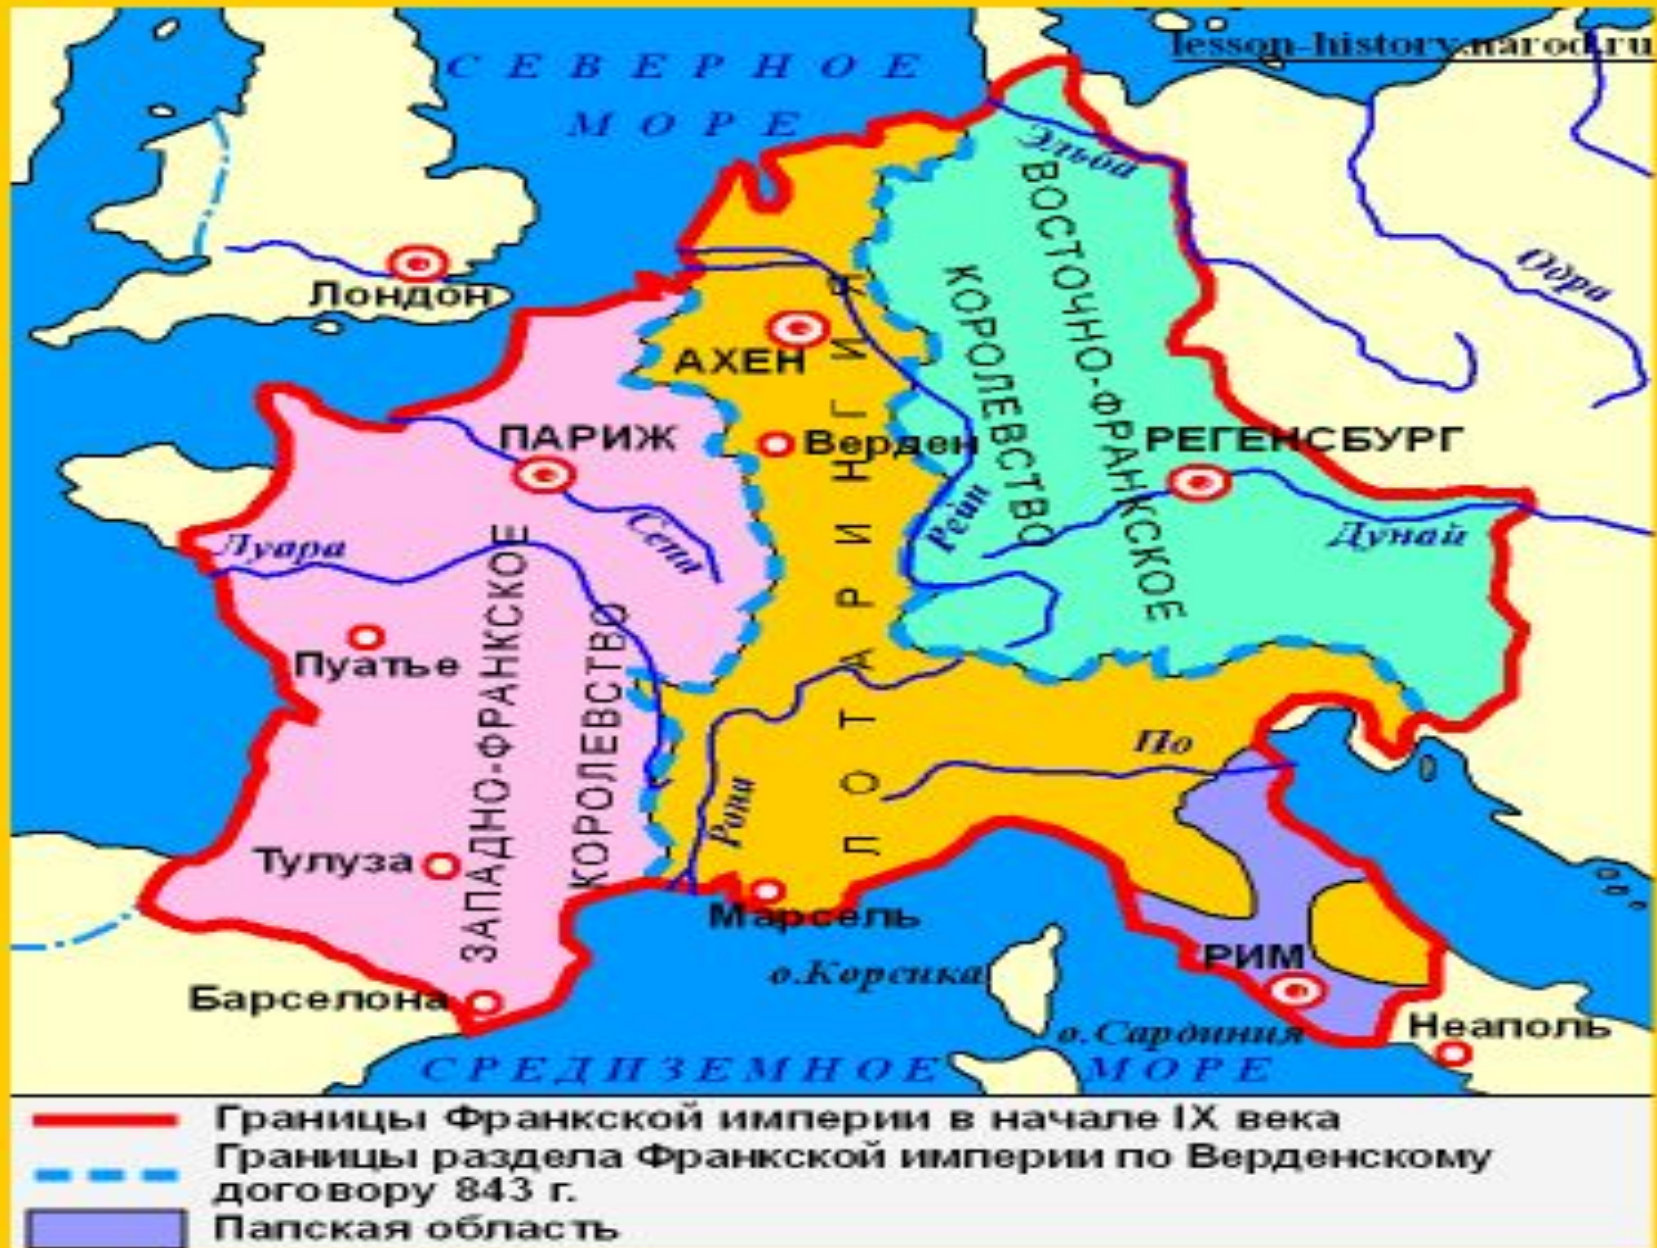 lesson-history.narod.ru
СЕВЕРНОЕ
МОРЕ
Эльба
Одра
Лондон
АХЕН
Верден
ПАРИЖ
РЕГЕНСБУРГ
Рейн
Дунай
Луара
Сена
Пуатье
ЗАПАДНО-ФРАНКСКОЕ
КОРОЛЕВСТВО
ЛОТАРИНГИЯ
ВОСТОЧНО-ФРАНКСКОЕ
КОРОЛЕВСТВО
По
Рона
Тулуза
Марсель
РИМ
о.Корсика
Барселона
о.Сардиния
Неаполь
СРЕДИЗЕМНОЕ МОРЕ
Границы Франкской империи в начале IX века
Границы раздела Франкской империи по Верденскому
договору 843 г.
Папская область